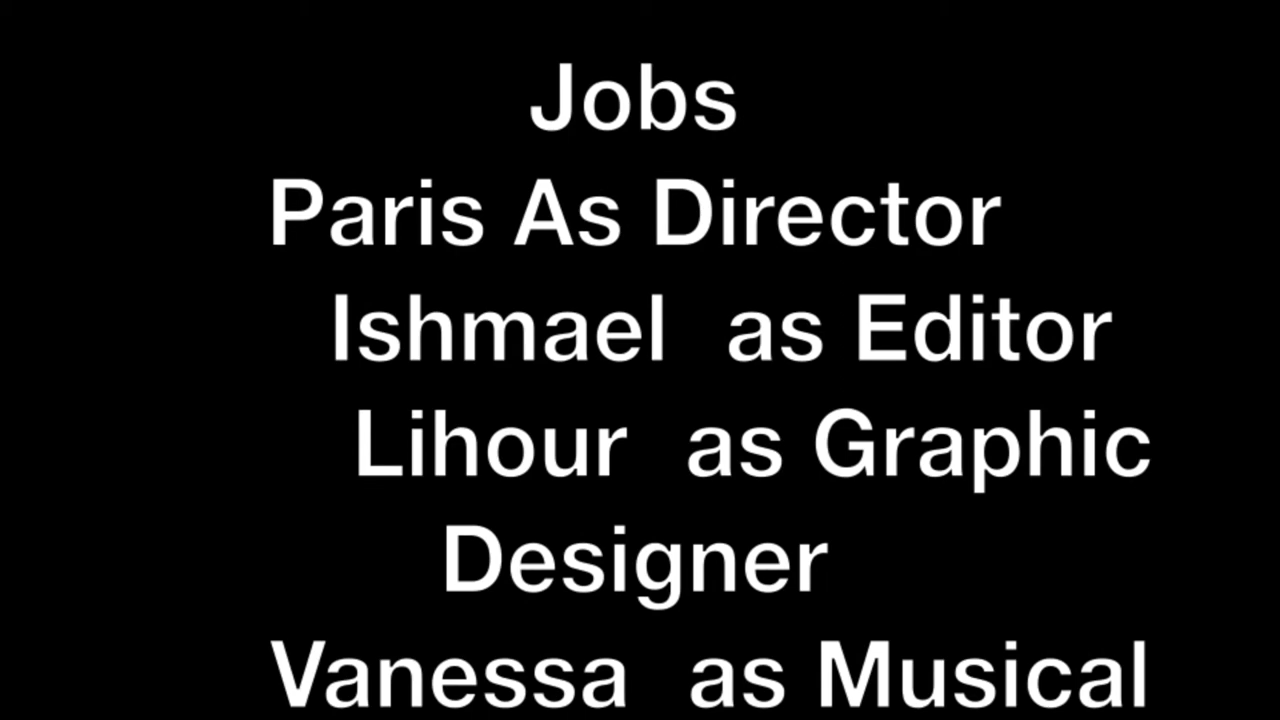 Jobs
Paris As Director
Ishmael as Editor
Lihour as Graphic
Designer
Vanessa as Musical